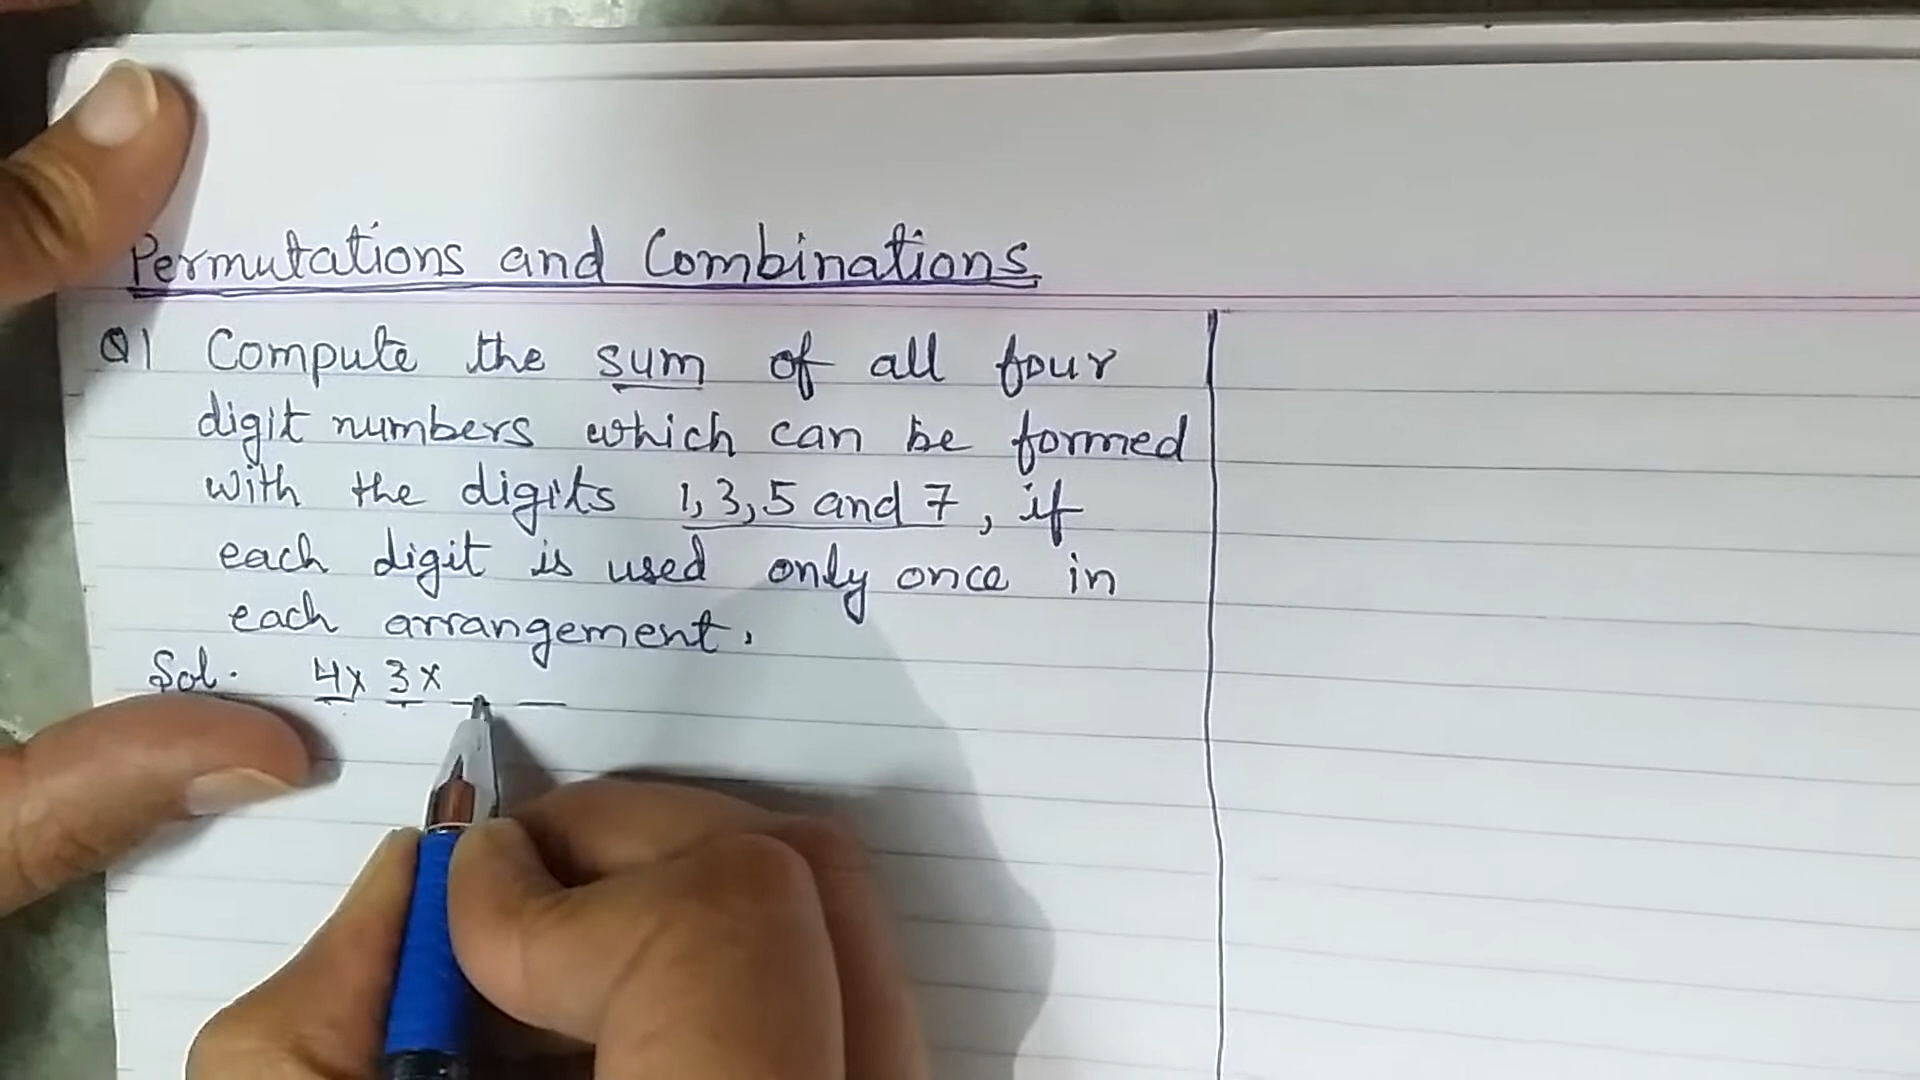 Permutations and Combinations
Q1 Compute the sum of all four
digit numbers which can be formed
with the digits 1, 3, 5 and 7, if
each digit is used only once in
each arrangement.
Sol. 4x 3x